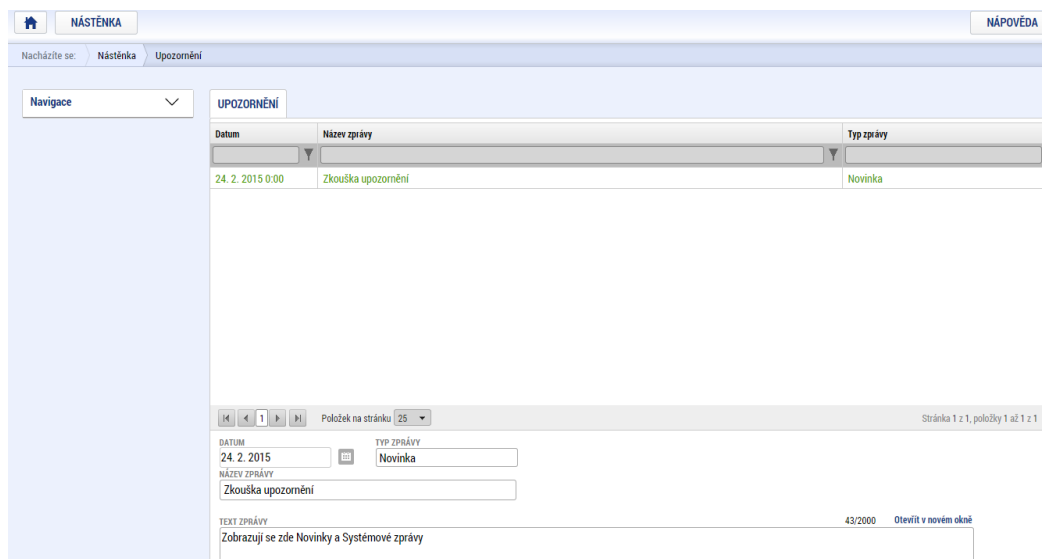 NÁSTĚNKA NÁPOVĚDA
Nacházíte se: Nástěnka Upozornění
Navigace
UPOZORNĚNÍ
Datum Název zprávy Typ zprávy
24. 2. 2015 0:00 Zkouška upozornění Novinka
1 Položek na stránku 25 Stránka 1 z 1, položky 1 až 1 z 1
DATUM TYP ZPRÁVY
24. 2. 2015 Novinka
NÁZEV ZPRÁVY
Zkouška upozornění
TEXT ZPRÁVY 43/2000 Otevřít v novém okně
Zobrazují se zde Novinky a Systémové zprávy